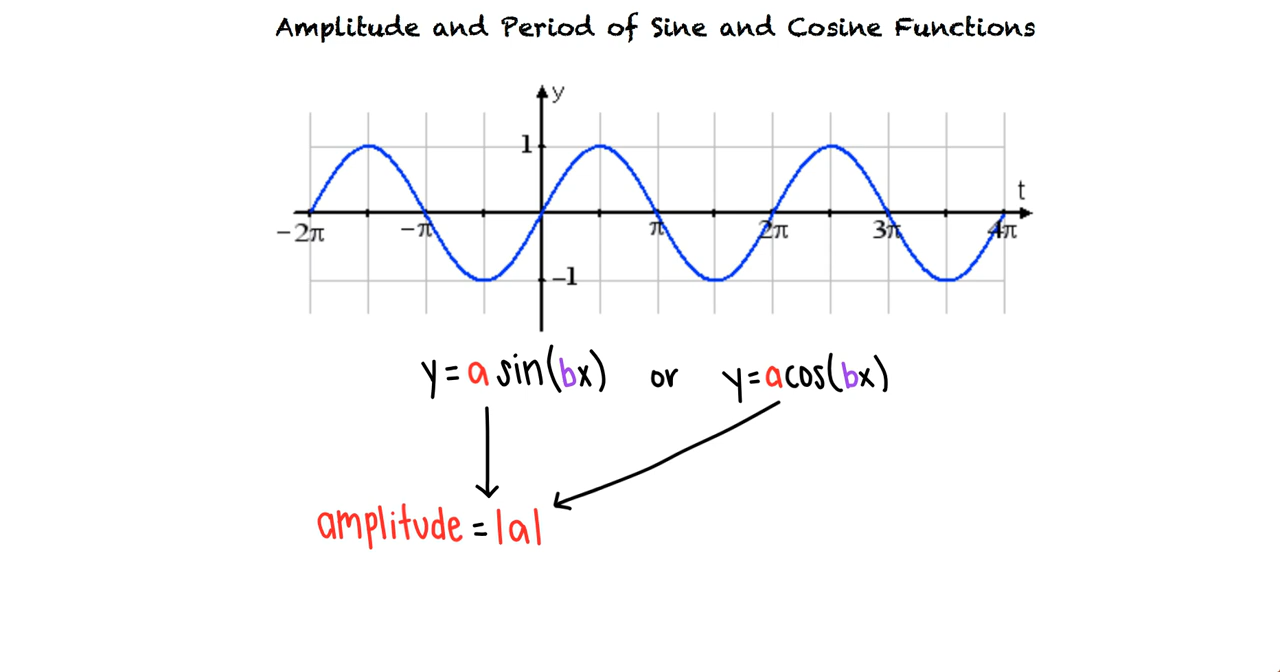 Amplitude and Period of Sine and Cosine Functions
y
1
t
-2π -π π 2π 3π 4π
-1
y=a sin(bx) or y=acos(bx)
amplitude = |a|